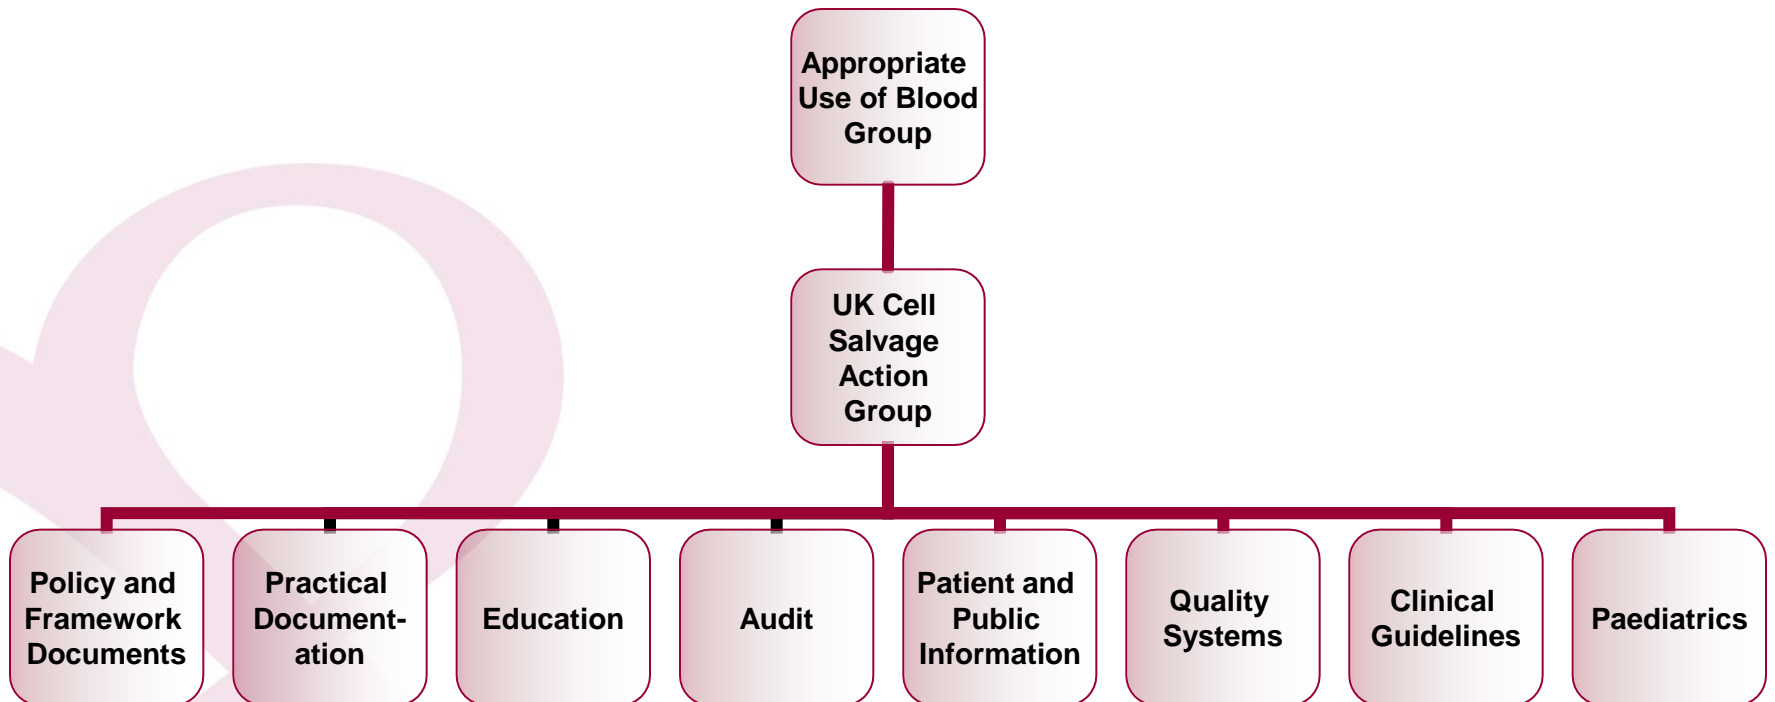 Appropriate
Use of Blood
Group
UK Cell
Salvage
Action
Group
Policy and
Framework
Documents
Practical
Document-
ation
Education
Audit
Patient and
Public
Information
Quality
Systems
Clinical
Guidelines
Paediatrics